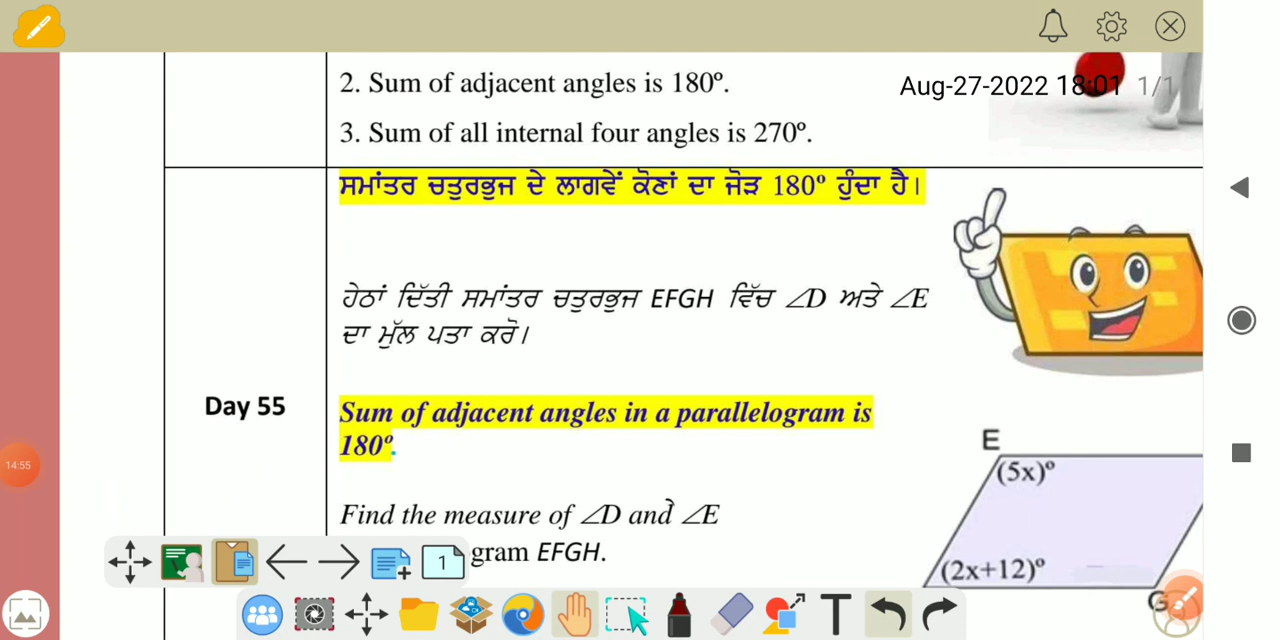 2. Sum of adjacent angles is 180º.
Aug-27-2022 18:01 1/1
3. Sum of all internal four angles is 270º.
ਸਮਾਂਤਰ ਚਤੁਰਭੁਜ ਦੇ ਲਾਗਵੇਂ ਕੋਣਾਂ ਦਾ ਜੋੜ 180º ਹੁੰਦਾ ਹੈ।
ਹੇਠਾਂ ਦਿੱਤੀ ਸਮਾਂਤਰ ਚਤੁਰਭੁਜ EFGH ਵਿੱਚ ∠D ਅਤੇ ∠E
ਦਾ ਮੁੱਲ ਪਤਾ ਕਰੋ।
Day 55
Sum of adjacent angles in a parallelogram is
180º.
Find the measure of ∠D and ∠E
gram EFGH.
E
(5x)º
(2x+12)º
G
14:55
1
T